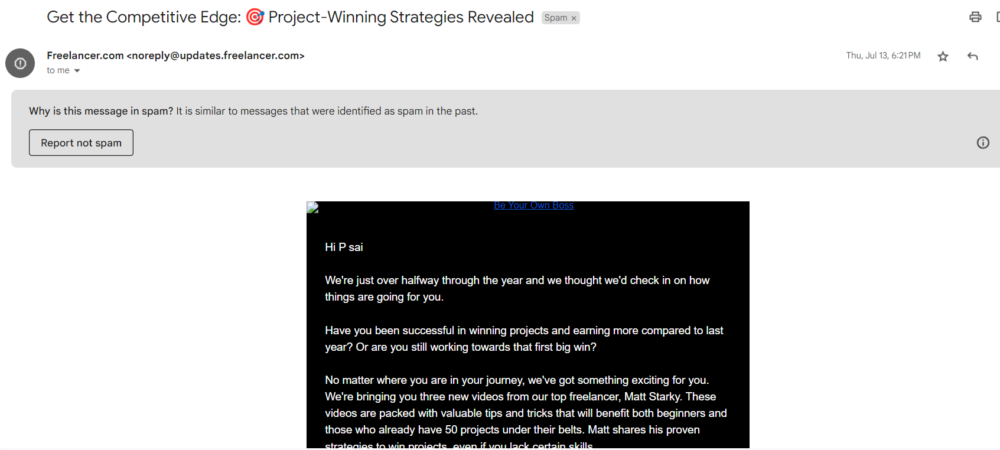 Get the Competitive Edge: 🎯 Project-Winning Strategies Revealed Spam ×
Freelancer.com <noreply@updates.freelancer.com> Thu, Jul 13, 6:21 PM
to me
Why is this message in spam? It is similar to messages that were identified as spam in the past.
Report not spam
Be Your Own Boss
Hi P sai
We're just over halfway through the year and we thought we'd check in on how
things are going for you.
Have you been successful in winning projects and earning more compared to last
year? Or are you still working towards that first big win?
No matter where you are in your journey, we've got something exciting for you.
We're bringing you three new videos from our top freelancer, Matt Starky. These
videos are packed with valuable tips and tricks that will benefit both beginners and
those who already have 50 projects under their belts. Matt shares his proven
strategies to win projects, even if you lack certain skills